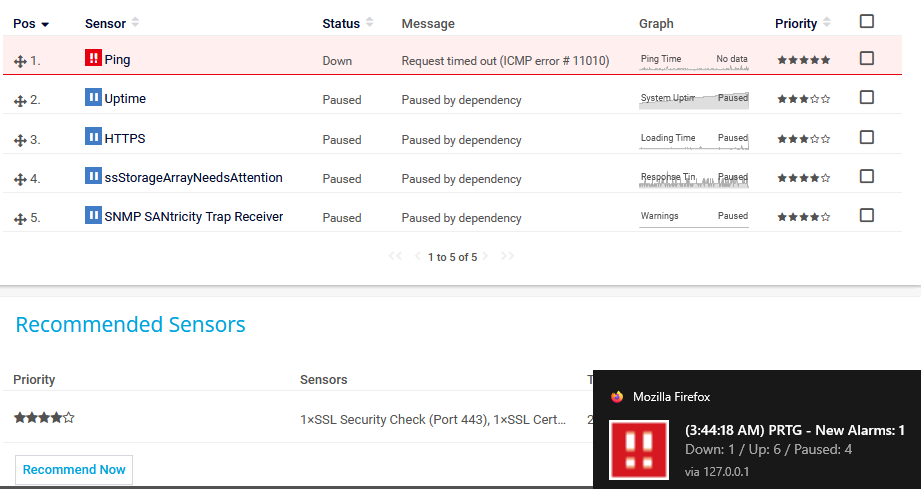 Pos Sensor Status Message Graph Priority
1. Ping Down Request timed out (ICMP error # 11010) Ping Time No data
2. Uptime Paused Paused by dependency System Uptim Paused
3. HTTPS Paused Paused by dependency Loading Time Paused
4. ssStorageArrayNeedsAttention Paused Paused by dependency Response Tin Paused
5. SNMP SANtricity Trap Receiver Paused Paused by dependency Warnings Paused
<< < 1 to 5 of 5 > >>
Recommended Sensors
Priority Sensors T
1×SSL Security Check (Port 443), 1×SSL Cert... 2
Recommend Now
Mozilla Firefox
(3:44:18 AM) PRTG - New Alarms: 1
Down: 1 / Up: 6 / Paused: 4
via 127.0.0.1